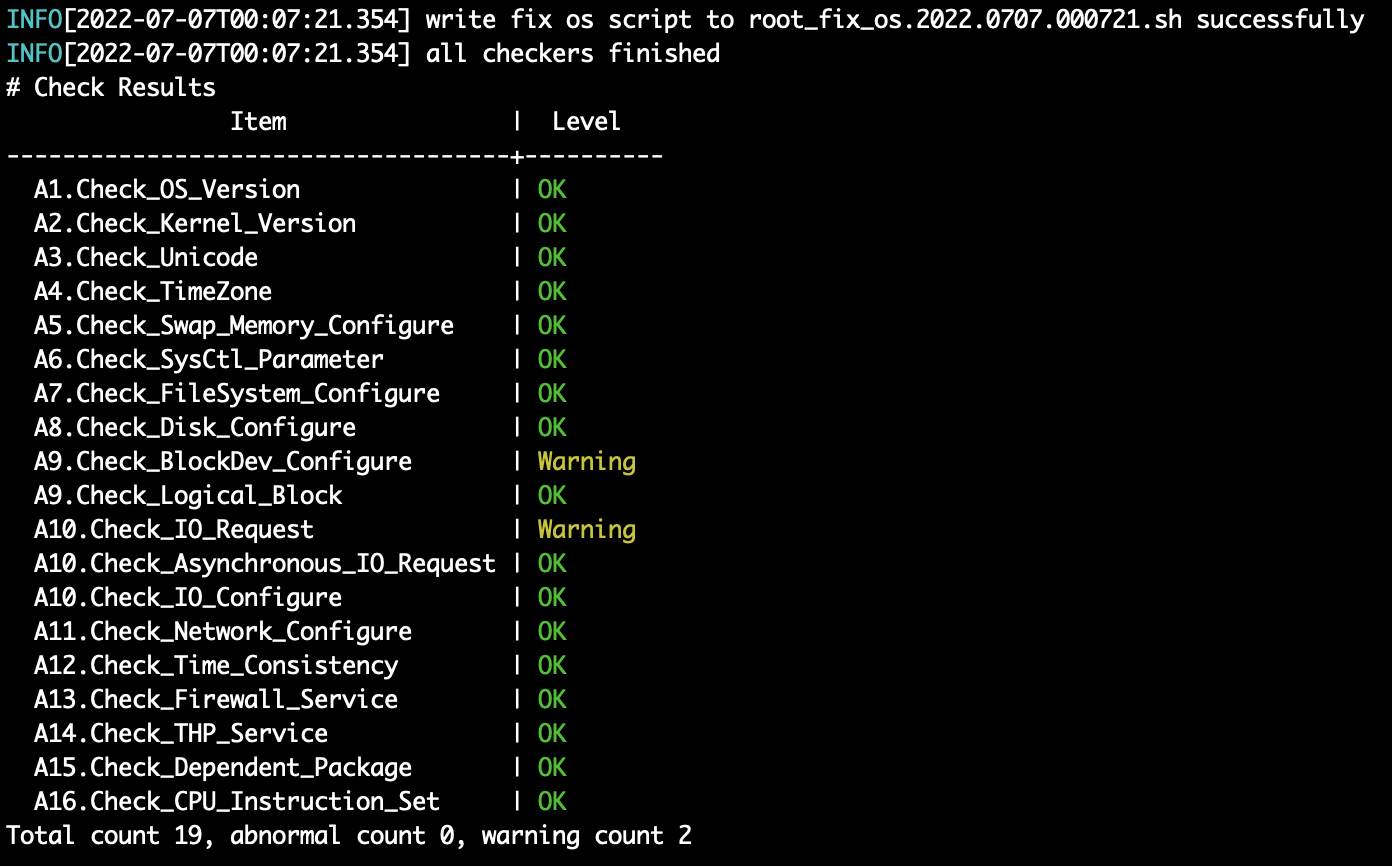 INFO[2022-07-07T00:07:21.354] write fix os script to root_fix_os.2022.0707.000721.sh successfully
INFO[2022-07-07T00:07:21.354] all checkers finished
# Check Results
                Item                |  Level
------------------------------------+----------
  A1.Check_OS_Version               | OK
  A2.Check_Kernel_Version           | OK
  A3.Check_Unicode                  | OK
  A4.Check_TimeZone                 | OK
  A5.Check_Swap_Memory_Configure    | OK
  A6.Check_SysCtl_Parameter         | OK
  A7.Check_FileSystem_Configure     | OK
  A8.Check_Disk_Configure           | OK
  A9.Check_BlockDev_Configure       | Warning
  A9.Check_Logical_Block            | OK
  A10.Check_IO_Request              | Warning
  A10.Check_Asynchronous_IO_Request | OK
  A10.Check_IO_Configure            | OK
  A11.Check_Network_Configure       | OK
  A12.Check_Time_Consistency        | OK
  A13.Check_Firewall_Service        | OK
  A14.Check_THP_Service             | OK
  A15.Check_Dependent_Package       | OK
  A16.Check_CPU_Instruction_Set     | OK
Total count 19, abnormal count 0, warning count 2